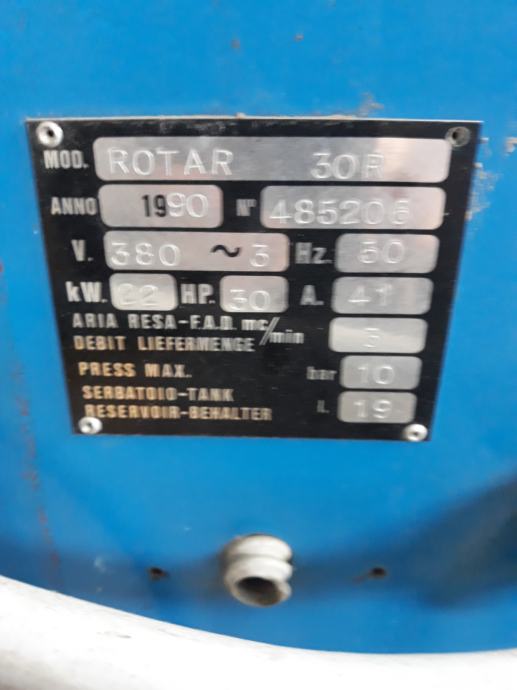 MOD. ROTAR 30R
ANNO 1990 N° 485206
V. 380 ~ 3 Hz. 50
kW. 22 HP. 30 A. 41
ARIA RESA-F.A.D. mc/min
DEBIT LIEFERMENGE 3
PRESS MAX. bar 10
SERBATOIO-TANK
RESERVOIR-BEHALTER l. 19